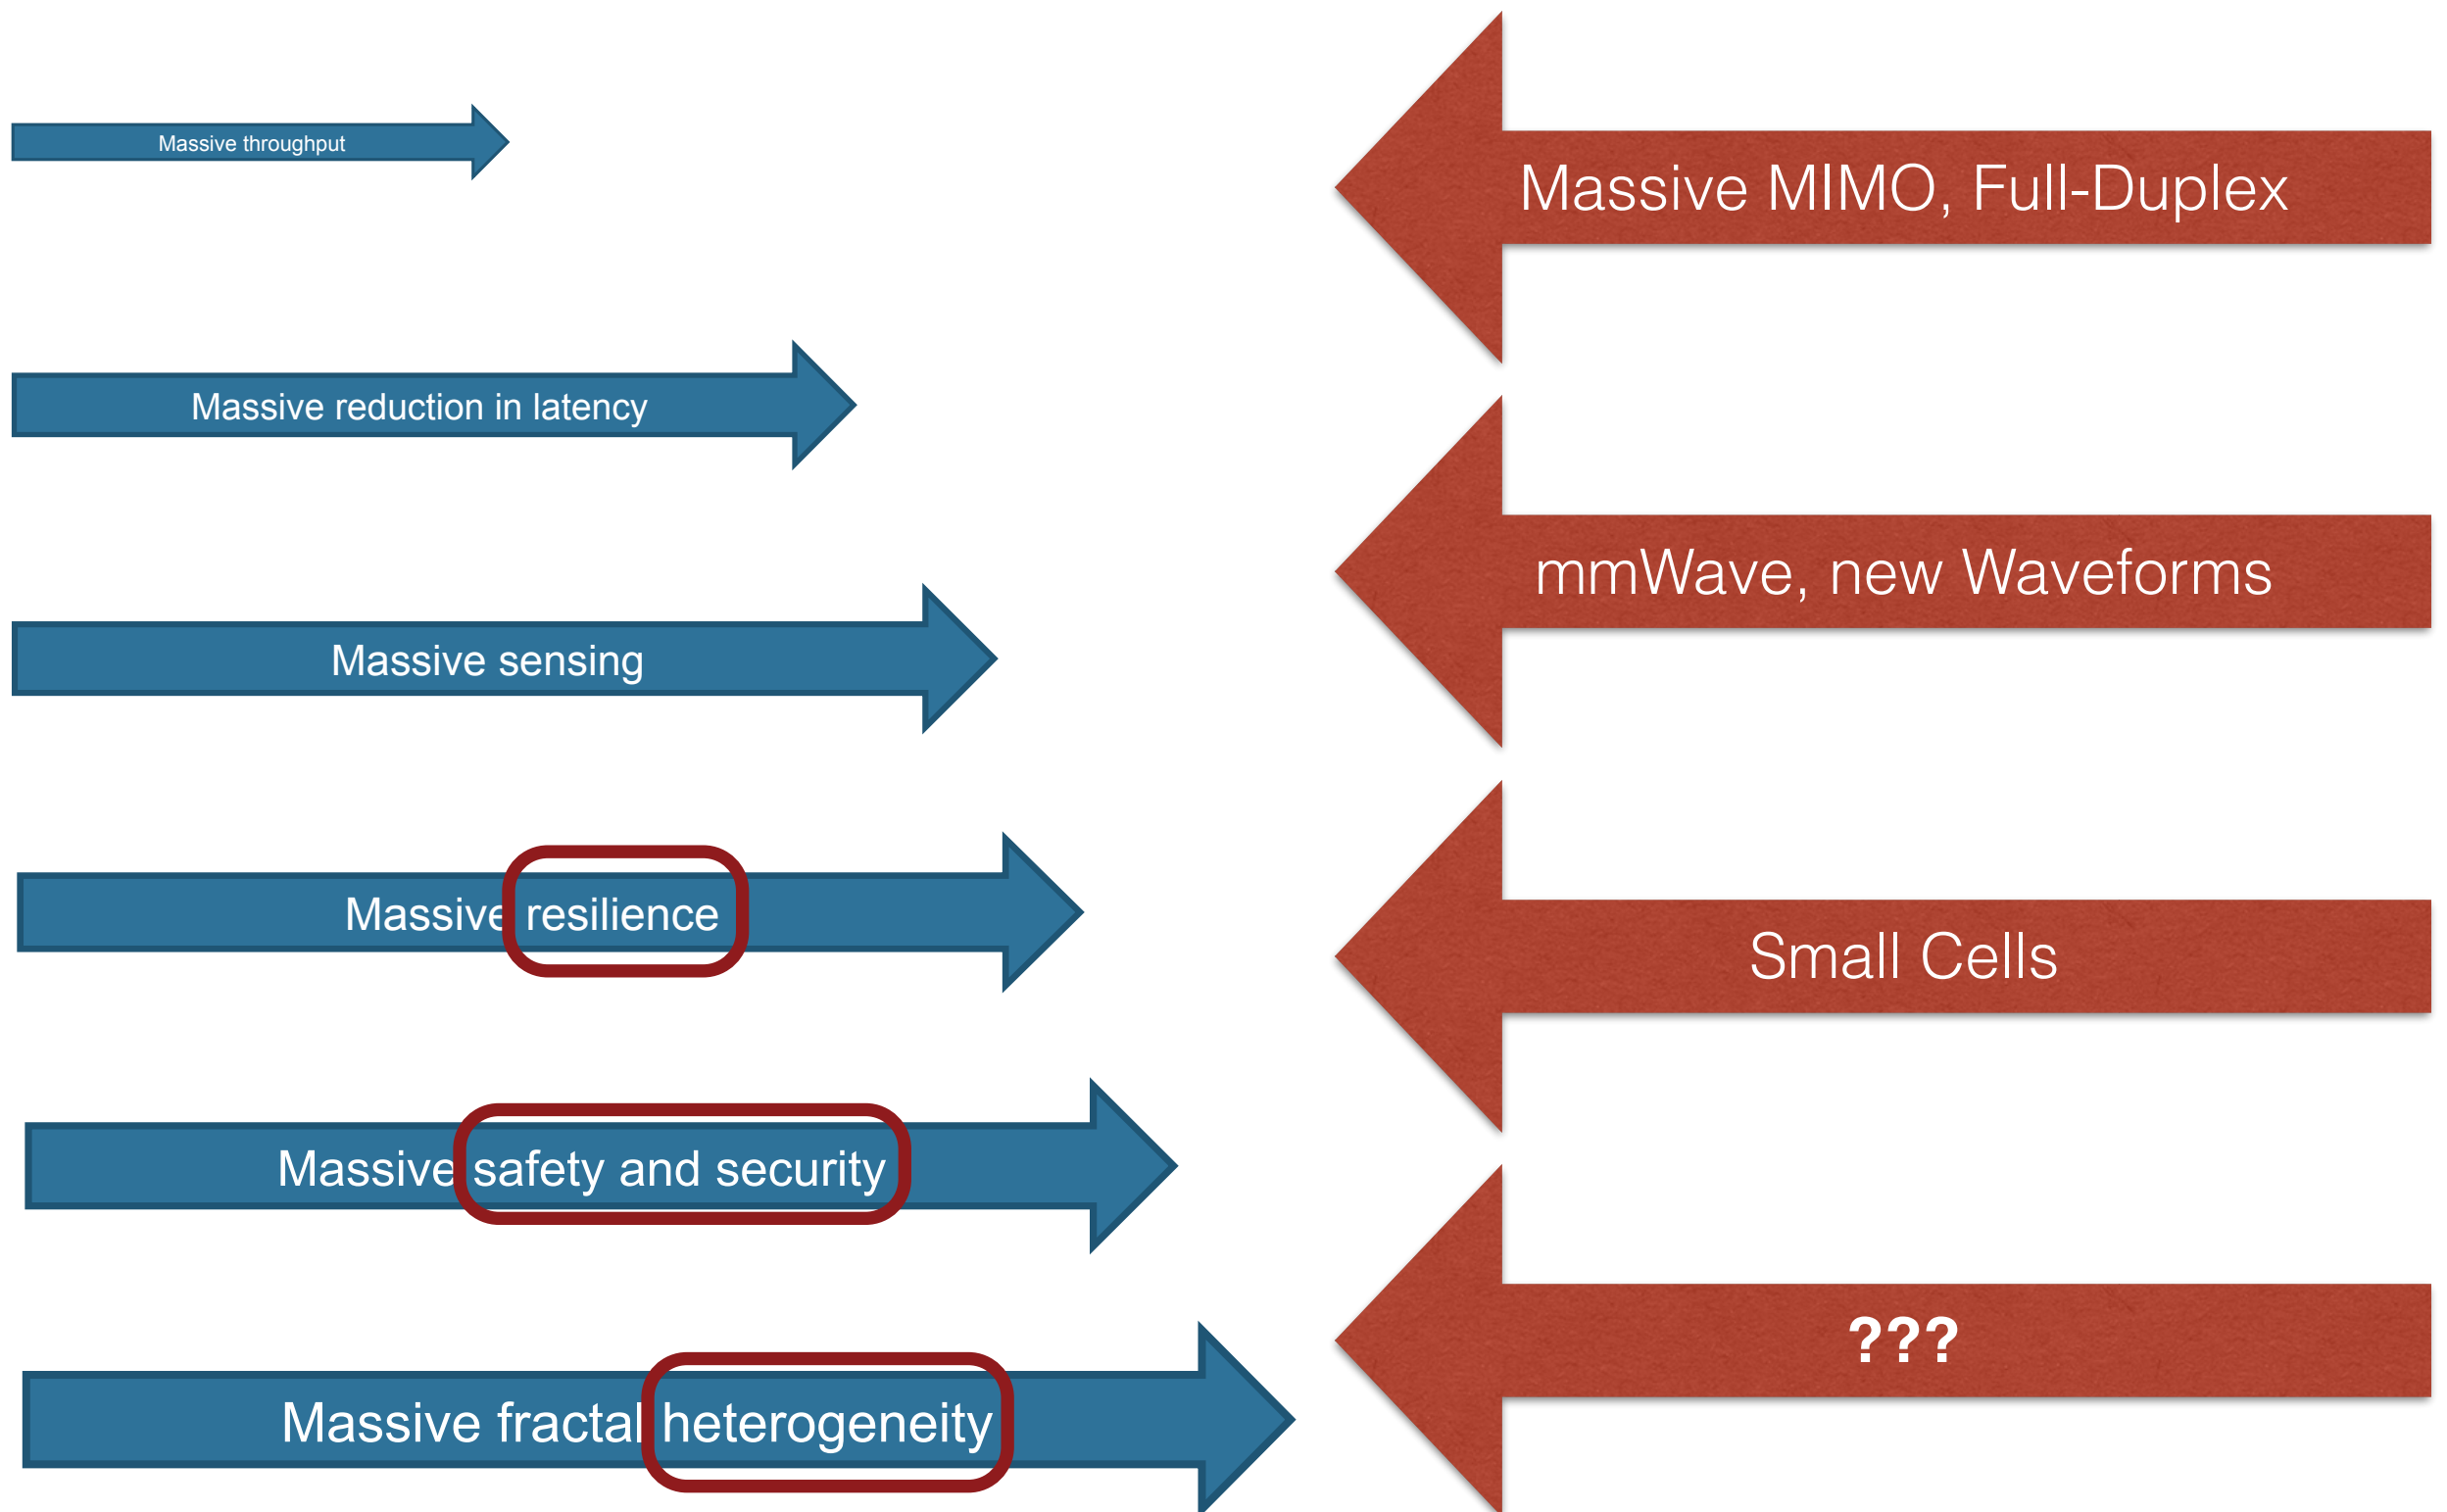 Massive throughput
Massive reduction in latency
Massive sensing
Massive resilience
Massive safety and security
Massive fractal heterogeneity
Massive MIMO, Full-Duplex
mmWave, new Waveforms
Small Cells
???